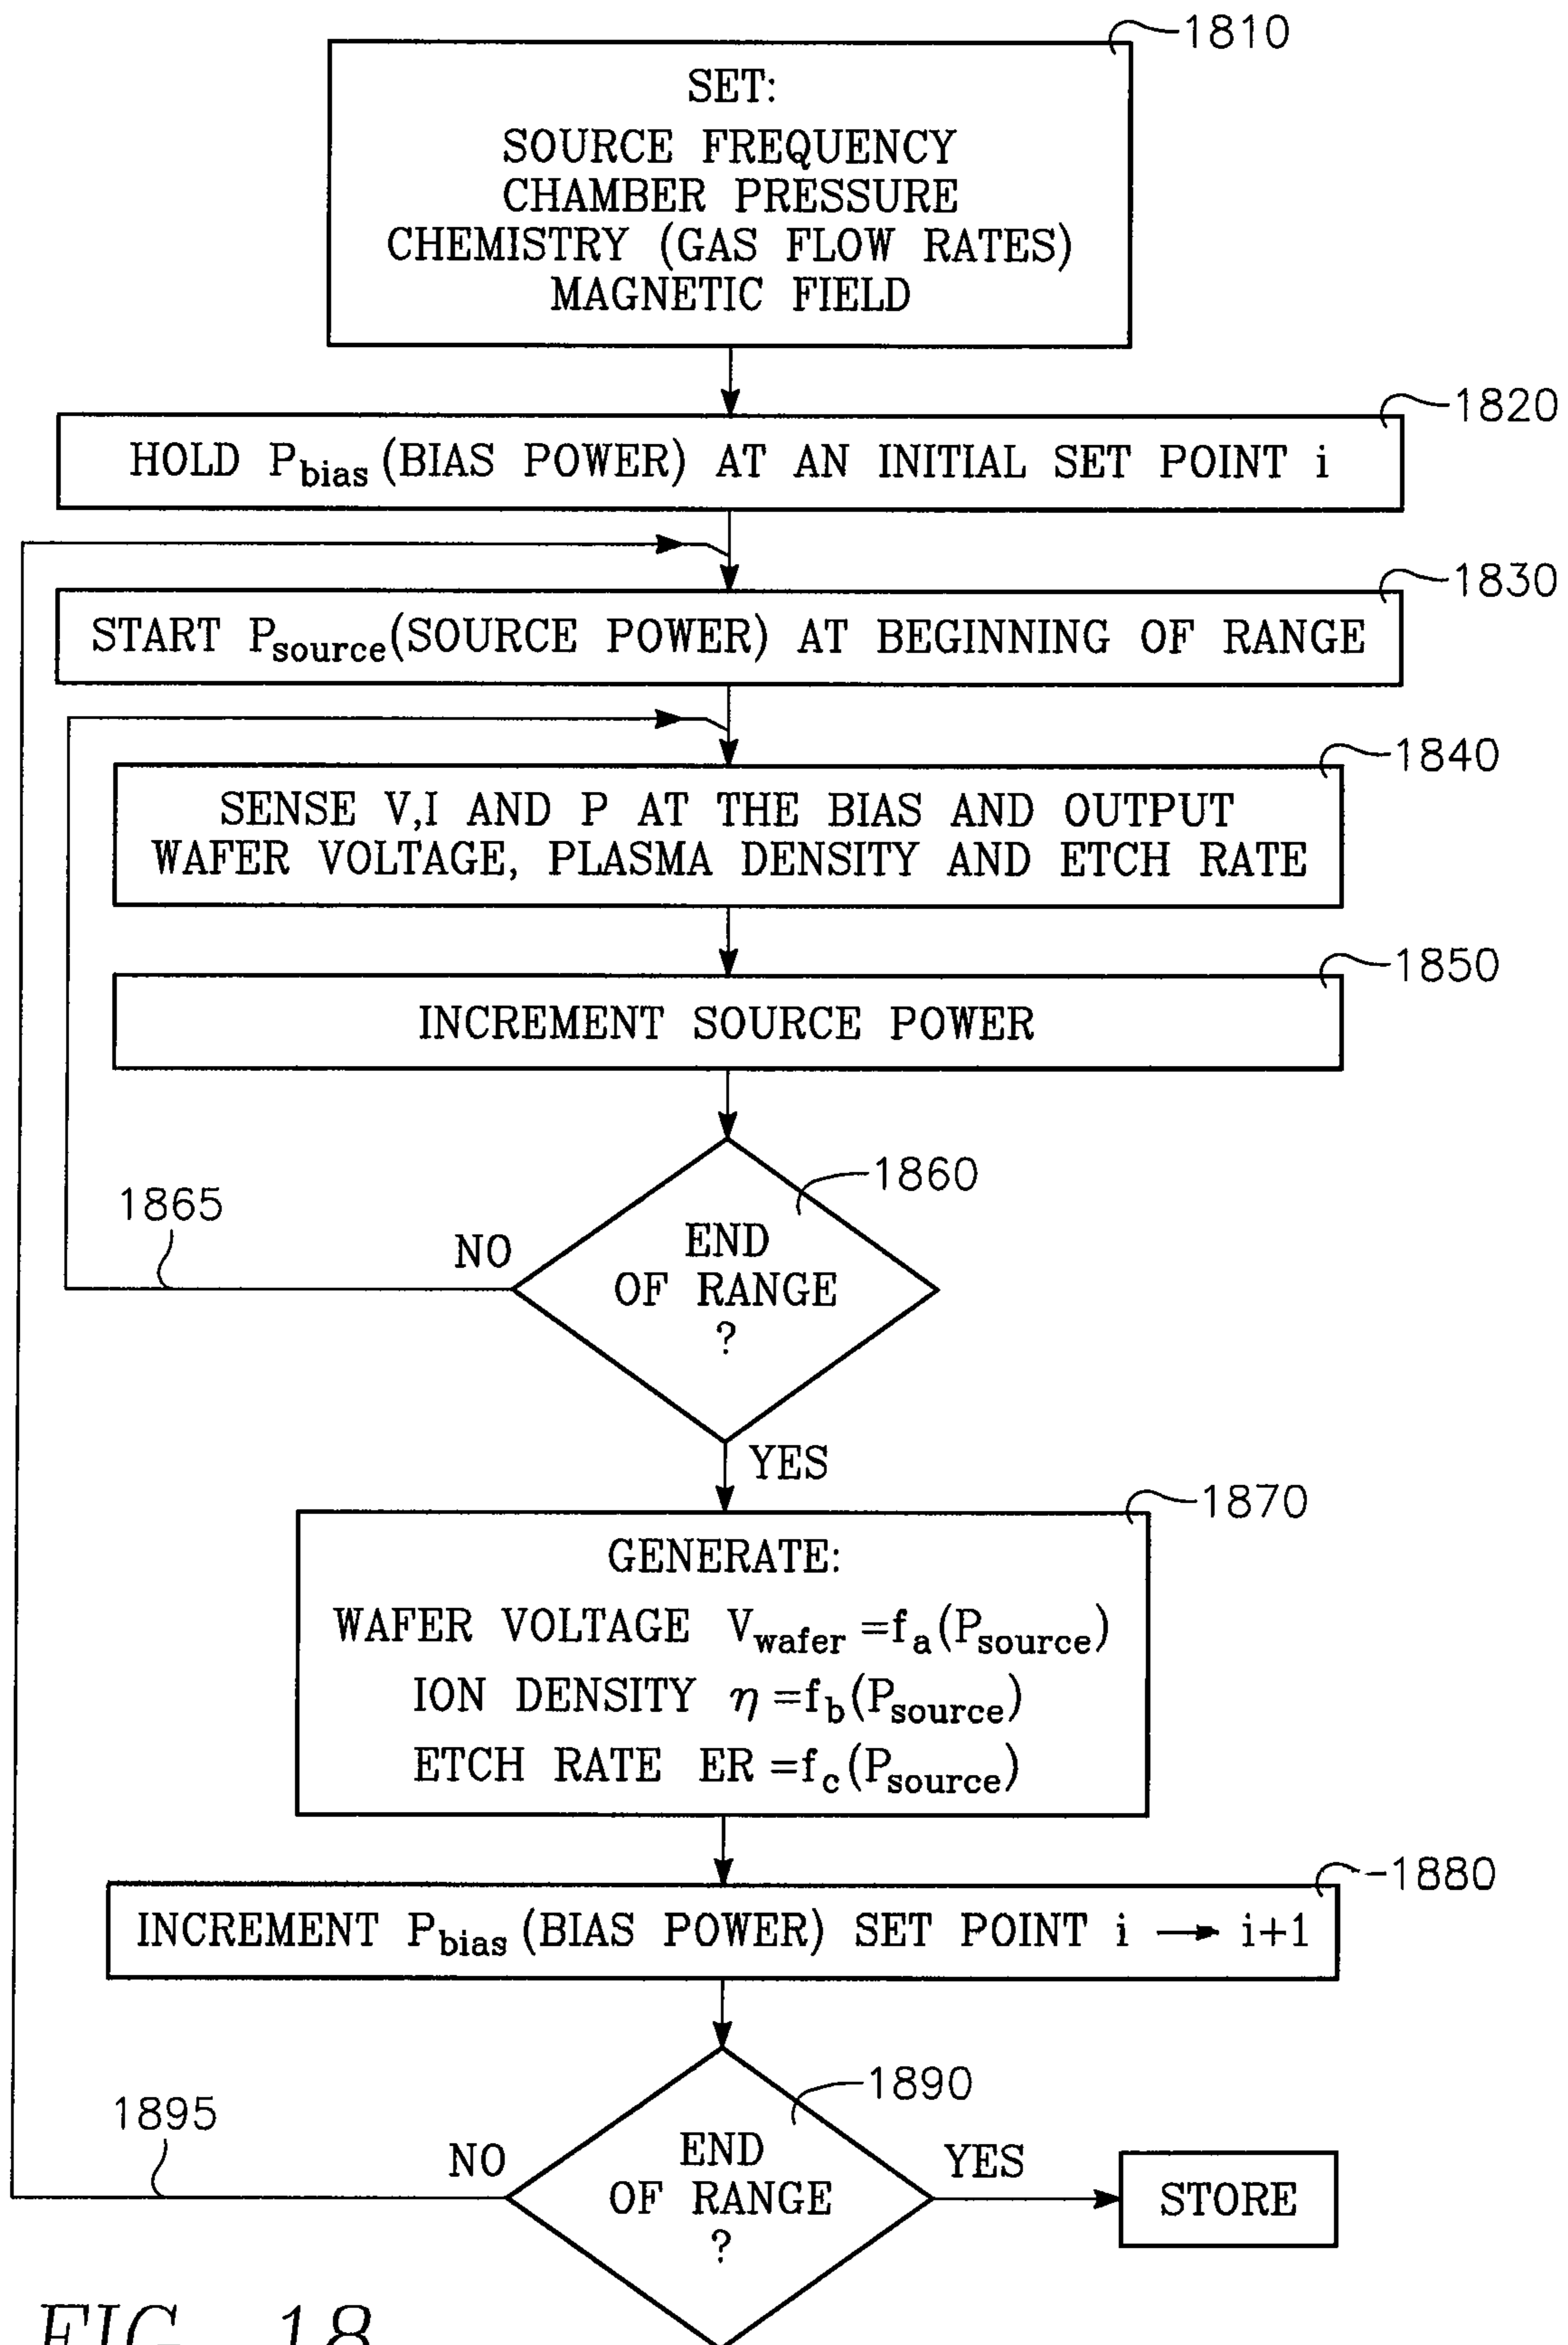 1810
SET:
SOURCE FREQUENCY
CHAMBER PRESSURE
CHEMISTRY (GAS FLOW RATES)
MAGNETIC FIELD
1820
HOLD Pbias (BIAS POWER) AT AN INITIAL SET POINT i
1830
START Psource (SOURCE POWER) AT BEGINNING OF RANGE
1840
SENSE V,I AND P AT THE BIAS AND OUTPUT
WAFER VOLTAGE, PLASMA DENSITY AND ETCH RATE
1850
INCREMENT SOURCE POWER
1860
1865
NO
END
OF RANGE
?
YES
1870
GENERATE:
WAFER VOLTAGE Vwafer =fa(Psource)
ION DENSITY η =fb(Psource)
ETCH RATE ER =fc(Psource)
1880
INCREMENT Pbias (BIAS POWER) SET POINT i → i+1
1890
1895
NO
END
OF RANGE
?
YES
STORE
FIG. 18